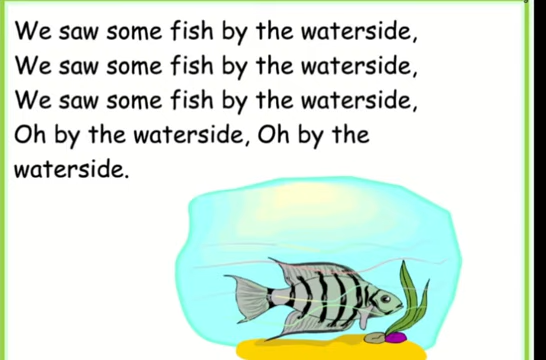 We saw some fish by the waterside,
We saw some fish by the waterside,
We saw some fish by the waterside,
Oh by the waterside, Oh by the
waterside.